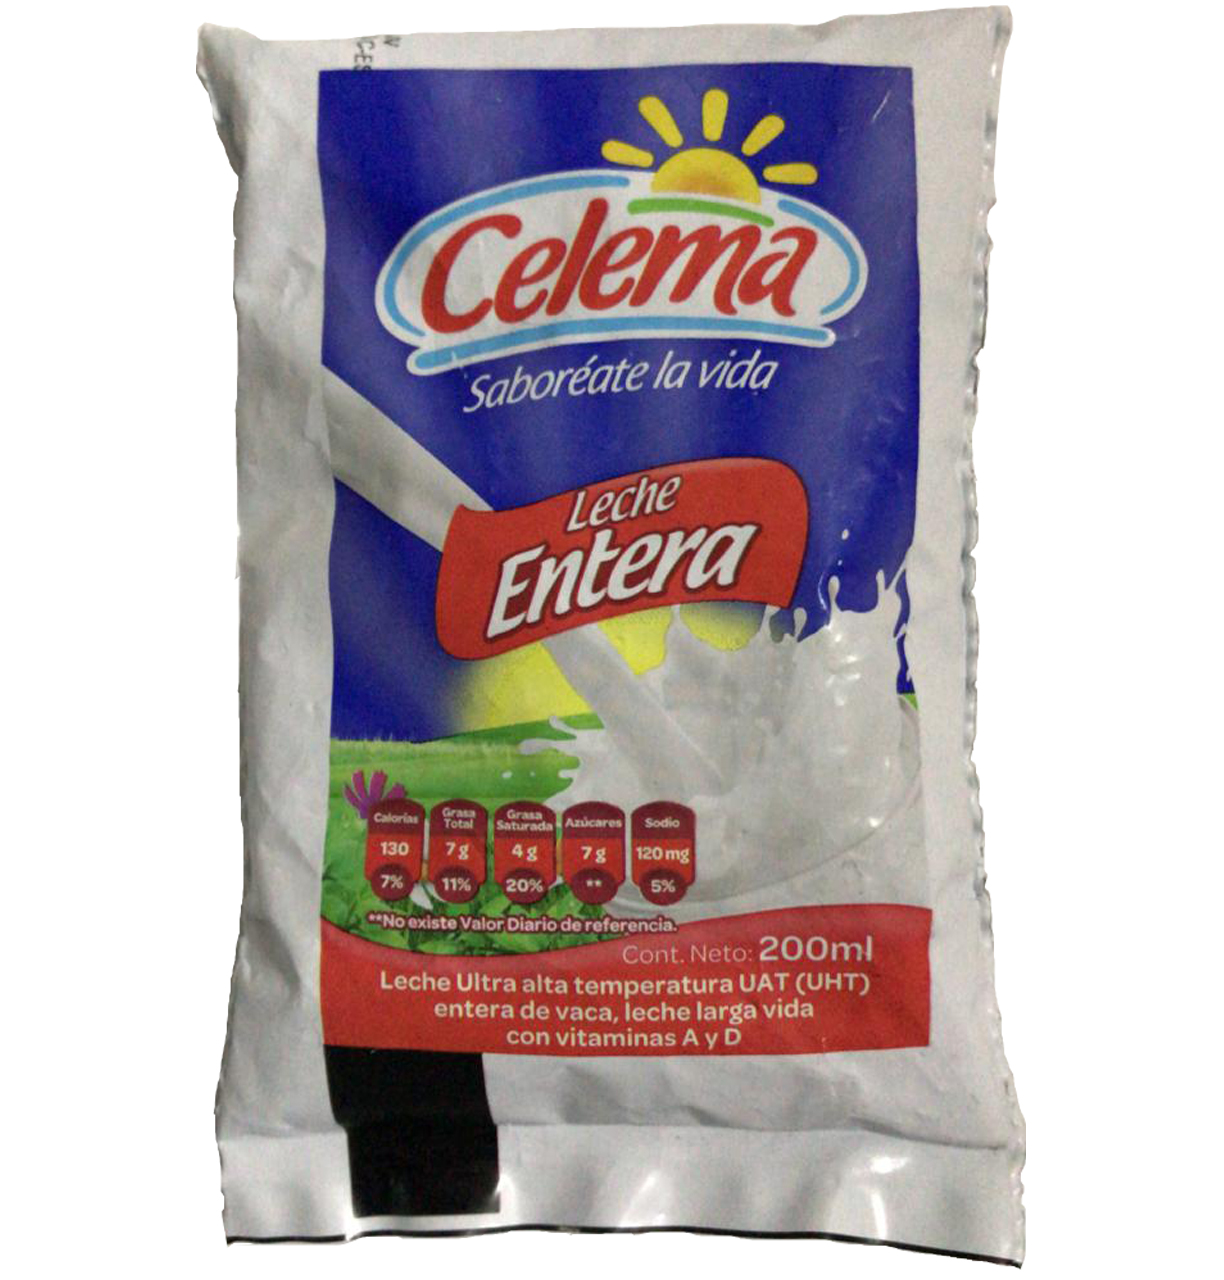 Celema
Saboréate la vida
Leche
Entera
Calorías
130
7%
Grasa
Total
7 g
11%
Grasa
Saturada
4 g
20%
Azúcares
7 g
**
Sodio
120 mg
5%
**No existe Valor Diario de referencia.
Cont. Neto: 200ml
Leche Ultra alta temperatura UAT (UHT)
entera de vaca, leche larga vida
con vitaminas A y D